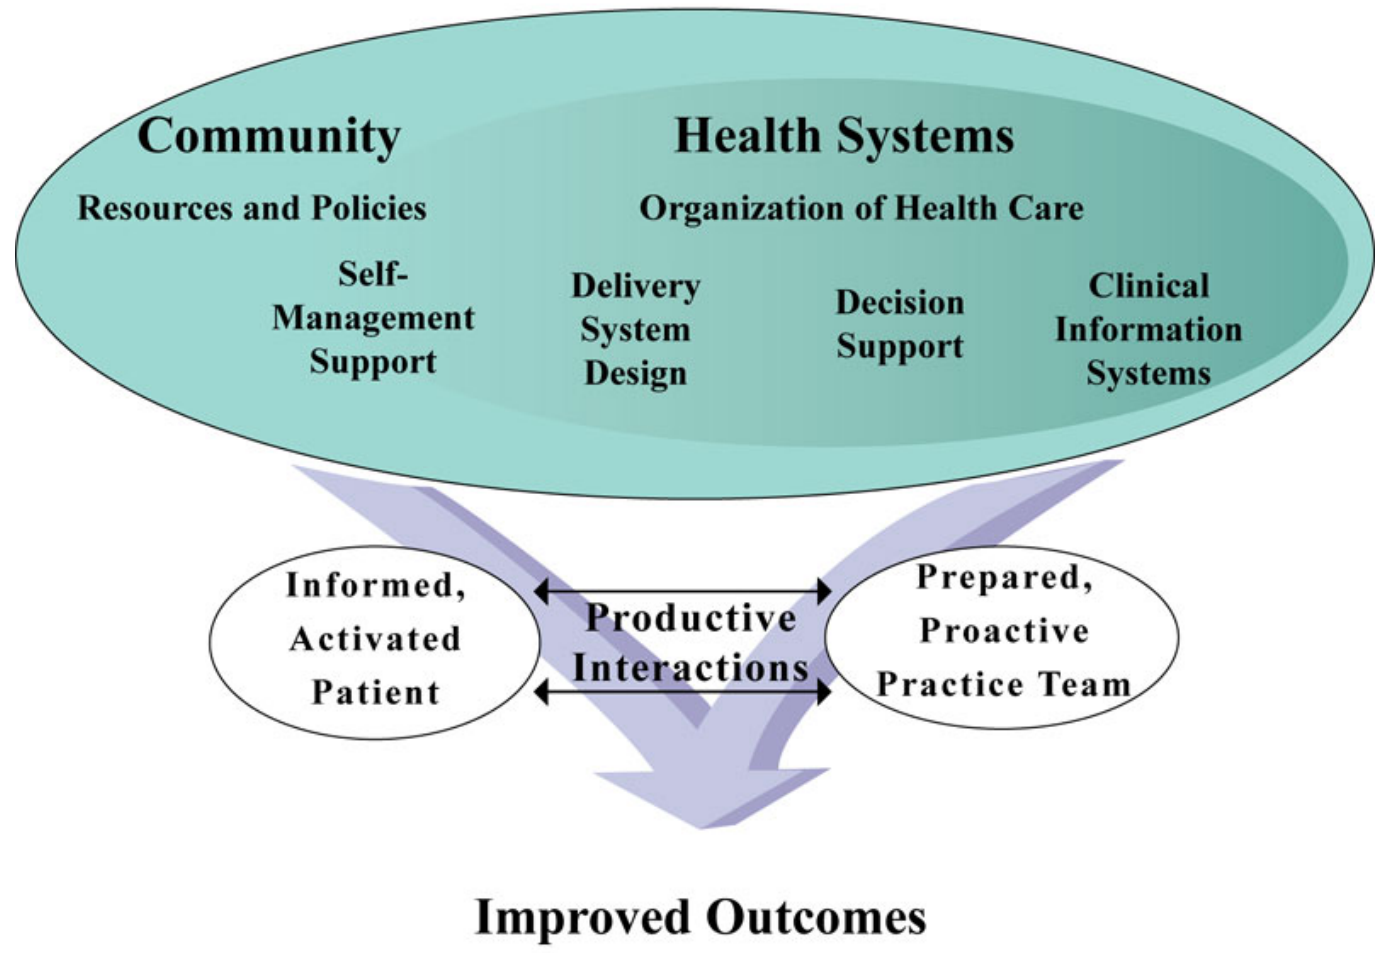 Community
Health Systems
Resources and Policies
Organization of Health Care
Self-
Management
Support
Delivery
System
Design
Decision
Support
Clinical
Information
Systems
Informed,
Activated
Patient
Productive
Interactions
Prepared,
Proactive
Practice Team
Improved Outcomes